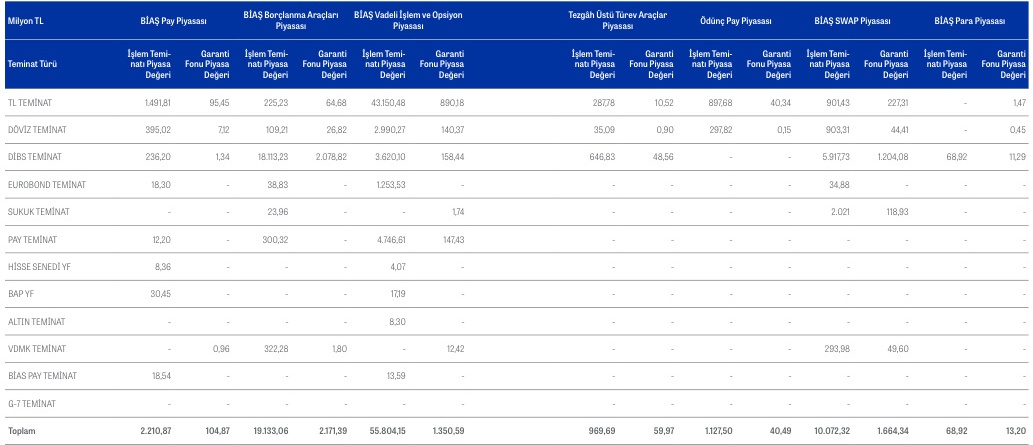 Milyon TL BİAŞ Pay Piyasası BİAŞ Borçlanma Araçları Piyasası BİAŞ Vadeli İşlem ve Opsiyon Piyasası Tezgâh Üstü Türev Araçlar Piyasası Ödünç Pay Piyasası BİAŞ SWAP Piyasası BİAŞ Para Piyasası
Teminat Türü İşlem Temi-natı Piyasa Değeri Garanti Fonu Piyasa Değeri İşlem Temi-natı Piyasa Değeri Garanti Fonu Piyasa Değeri İşlem Temi-natı Piyasa Değeri Garanti Fonu Piyasa Değeri İşlem Temi-natı Piyasa Değeri Garanti Fonu Piyasa Değeri İşlem Temi-natı Piyasa Değeri Garanti Fonu Piyasa Değeri İşlem Temi-natı Piyasa Değeri Garanti Fonu Piyasa Değeri İşlem Temi-natı Piyasa Değeri Garanti Fonu Piyasa Değeri
TL TEMİNAT 1.491,81 95,45 225,23 64,68 43.150,48 890,18 287,78 10,52 897,68 40,34 901,43 227,31 - 1,47
DÖVİZ TEMİNAT 395,02 7,12 109,21 26,82 2.990,27 140,37 35,09 0,90 297,82 0,15 903,31 44,41 - 0,45
DİBS TEMİNAT 236,20 1,34 18.113,23 2.078,82 3.620,10 158,44 646,83 48,56 - - 5.917,73 1.204,08 68,92 11,29
EUROBOND TEMİNAT 18,30 - 38,83 - 1.253,53 - - - - - 34,88 - - -
SUKUK TEMİNAT - - 23,96 - - 1,74 - - - - 2.021 118,93 - -
PAY TEMİNAT 12,20 - 300,32 - 4.746,61 147,43 - - - - - - - -
HİSSE SENEDİ YF 8,36 - - - 4,07 - - - - - - - - -
BAP YF 30,45 - - - 17,19 - - - - - - - - -
ALTIN TEMİNAT - - - - 8,30 - - - - - - - - -
VDMK TEMİNAT - 0,96 322,28 1,80 - 12,42 - - - - 293,98 49,60 - -
BİAS PAY TEMİNAT 18,54 - - - 13,59 - - - - - - - - -
G-7 TEMİNAT - - - - - - - - - - - - - -
Toplam 2.210,87 104,87 19.133,06 2.171,39 55.804,15 1.350,59 969,69 59,97 1.127,50 40,49 10.072,32 1.664,34 68,92 13,20